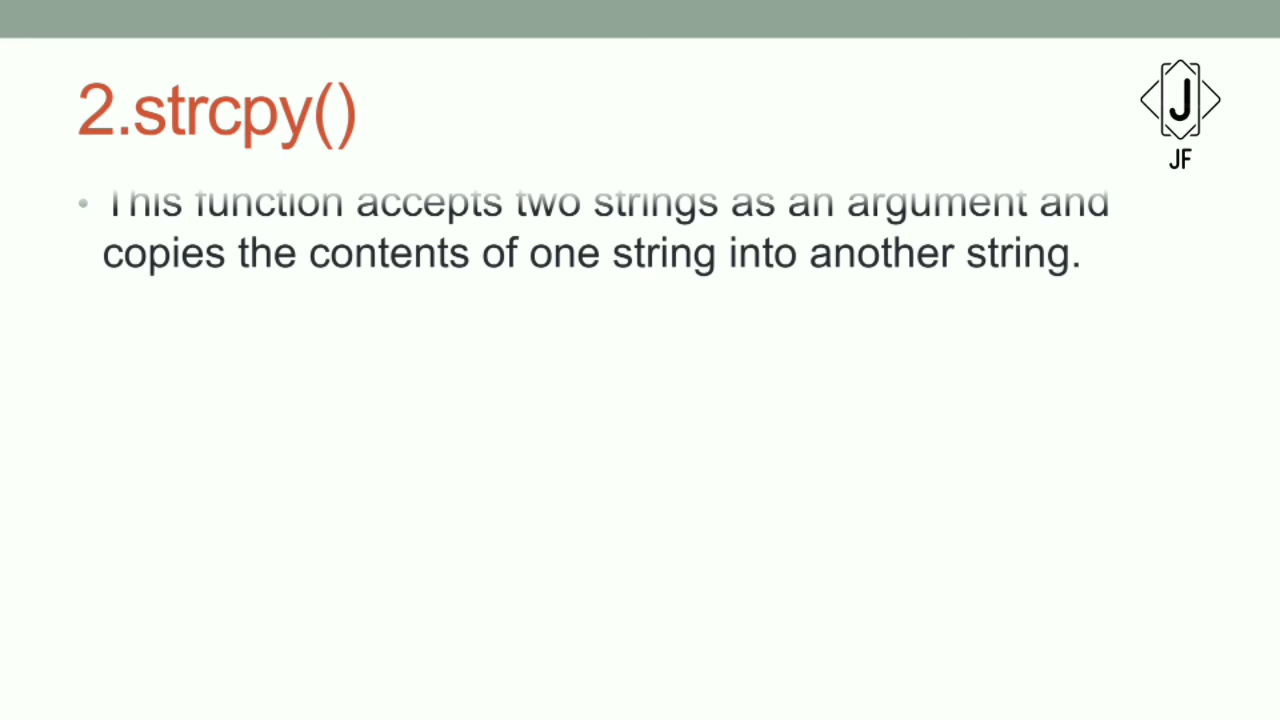 2.strcpy()
J
JF
• This function accepts two strings as an argument and
copies the contents of one string into another string.